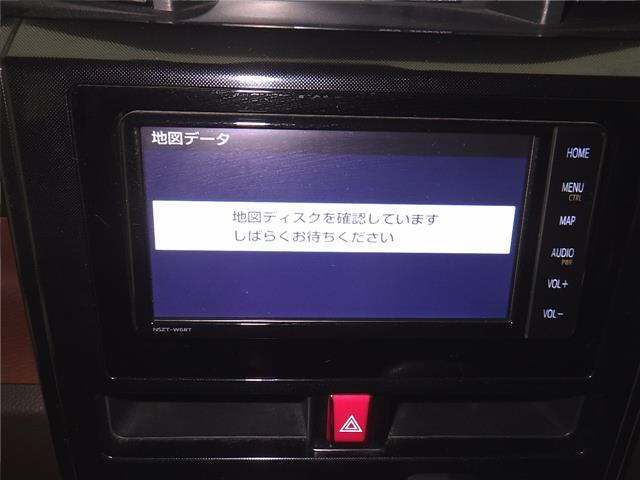 地図データ
地図ディスクを確認しています
しばらくお待ちください
HOME
MENU
CTRL
MAP
AUDIO
PWR
VOL+
VOL-
NSZT-W68T